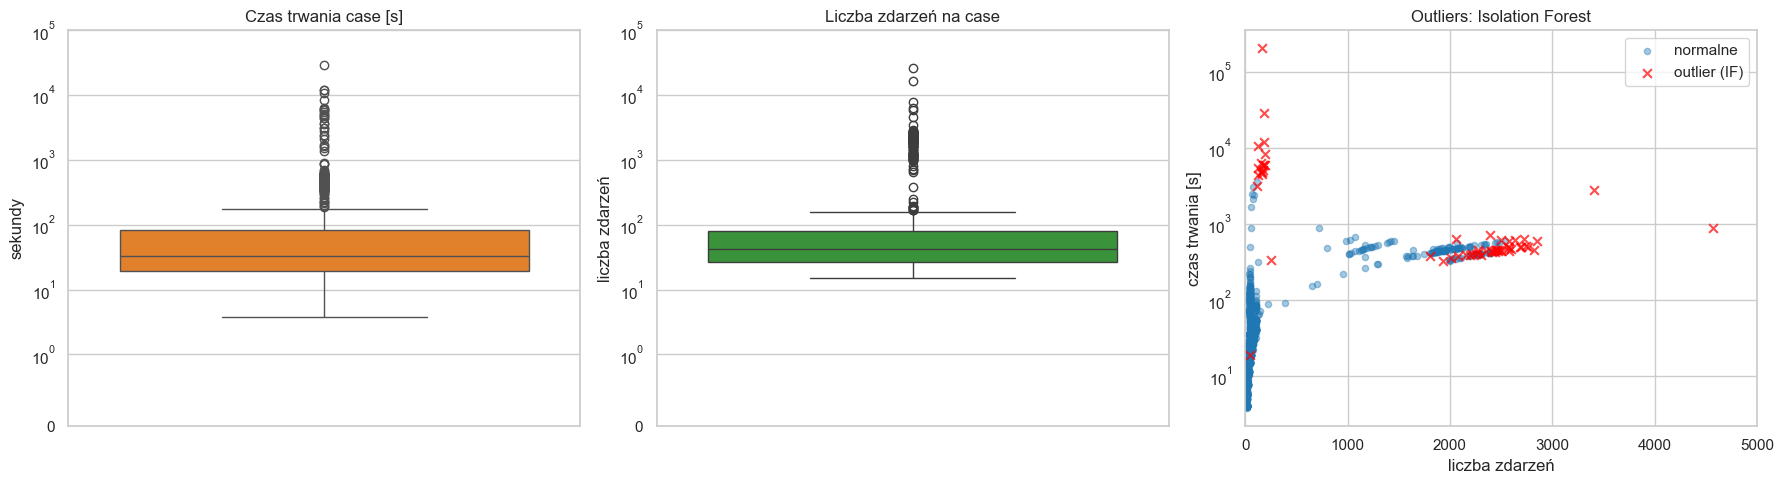 Czas trwania case [s]
sekundy
10^5
10^4
10^3
10^2
10^1
10^0
0
Liczba zdarzeń na case
liczba zdarzeń
10^5
10^4
10^3
10^2
10^1
10^0
0
Outliers: Isolation Forest
normalne
outlier (IF)
czas trwania [s]
10^5
10^4
10^3
10^2
10^1
0 1000 2000 3000 4000 5000
liczba zdarzeń